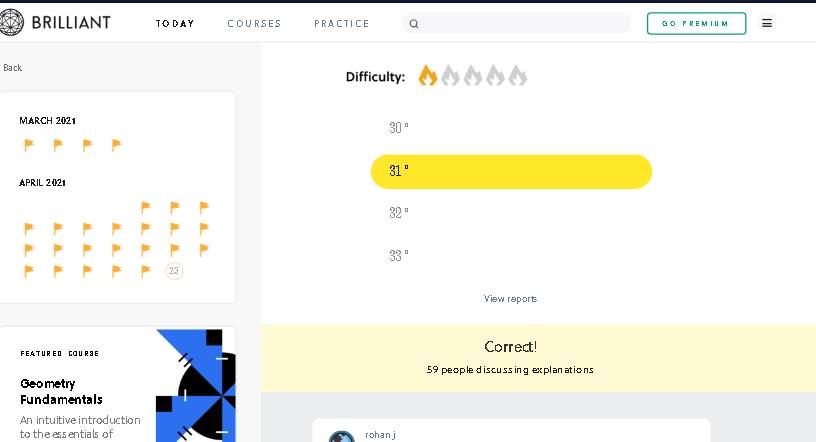 BRILLIANT
TODAY
COURSES
PRACTICE
GO PREMIUM
Back
MARCH 2021
APRIL 2021
23
FEATURED COURSE
Geometry
Fundamentals
An intuitive introduction
to the essentials of
Difficulty:
30°
31°
32°
33°
View reports
Correct!
59 people discussing explanations
rohan j